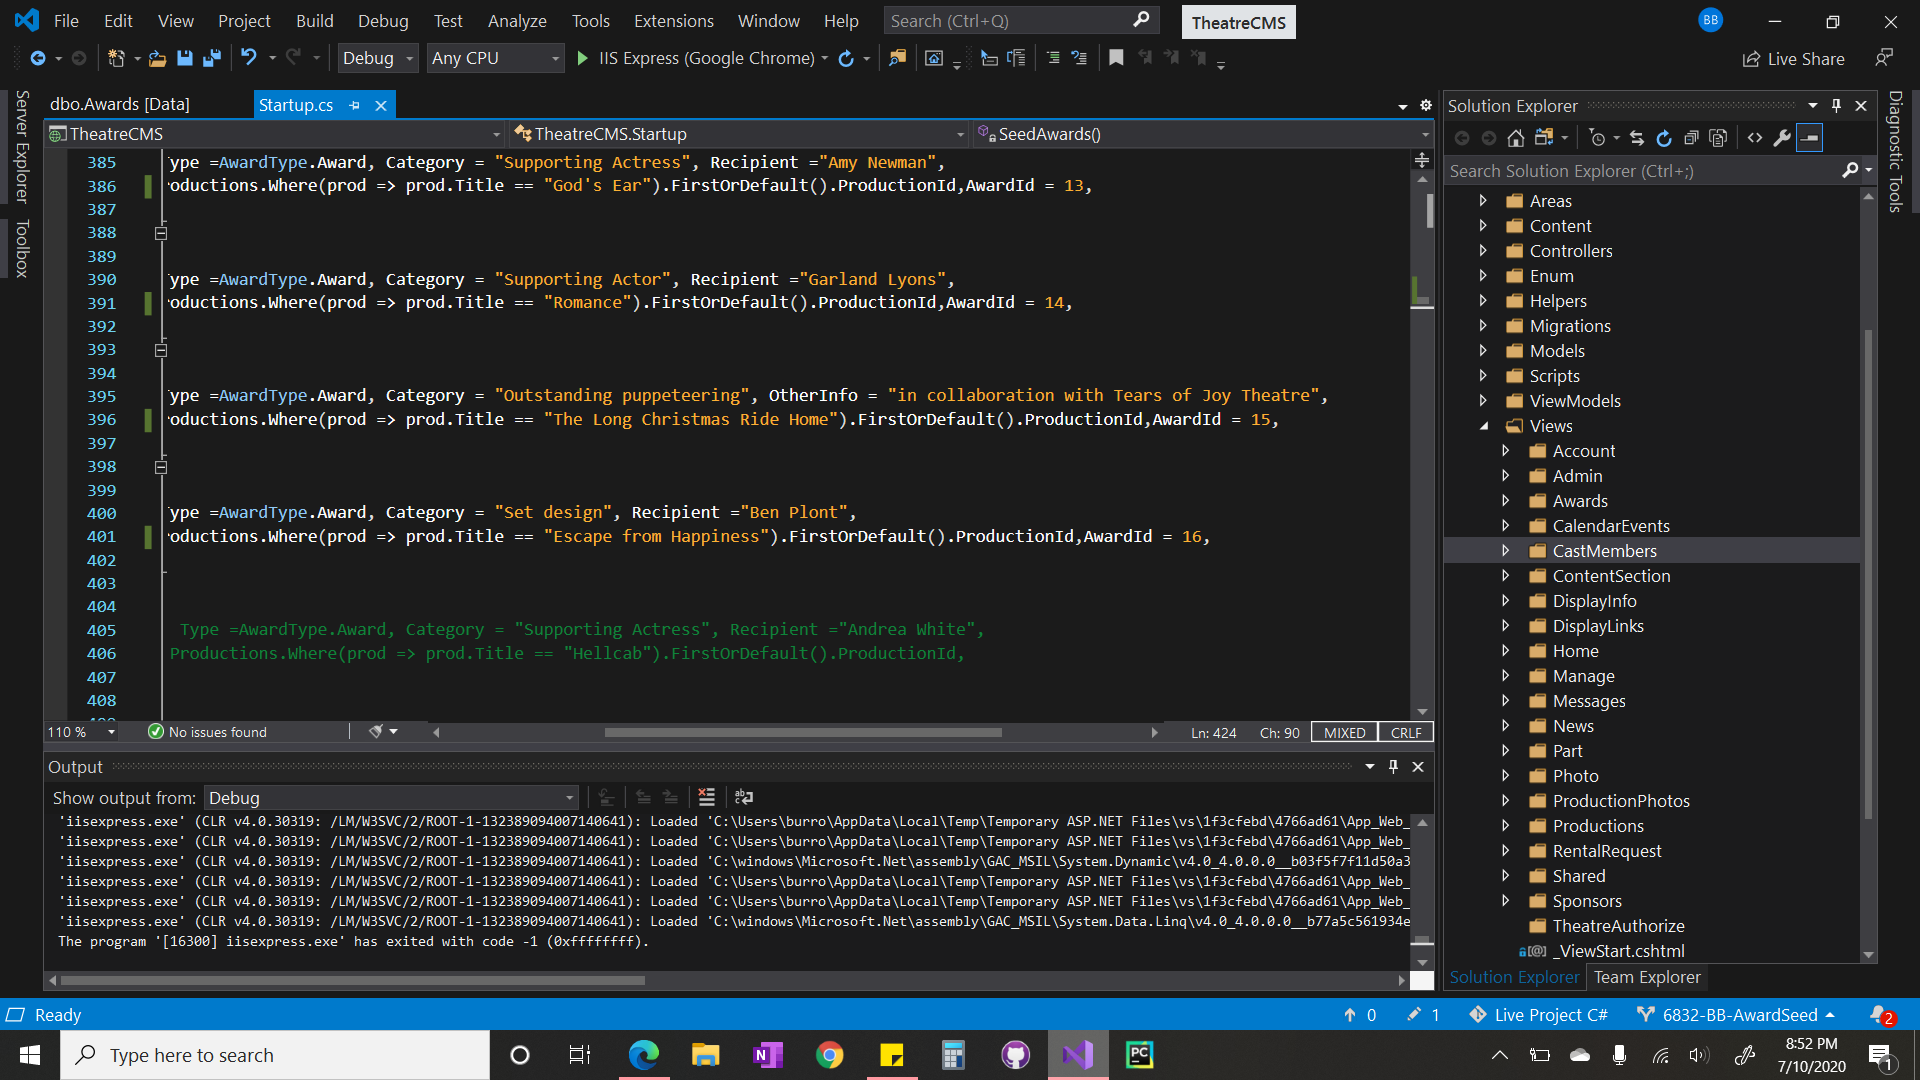 File Edit View Project Build Debug Test Analyze Tools Extensions Window Help Search (Ctrl+Q) TheatreCMS BB
Debug Any CPU IIS Express (Google Chrome) Live Share
dbo.Awards [Data] Startup.cs
TheatreCMS TheatreCMS.Startup SeedAwards()
385 Type =AwardType.Award, Category = "Supporting Actress", Recipient ="Amy Newman",
386 roductions.Where(prod => prod.Title == "God's Ear").FirstOrDefault().ProductionId,AwardId = 13,
387
388
389
390 Type =AwardType.Award, Category = "Supporting Actor", Recipient ="Garland Lyons",
391 roductions.Where(prod => prod.Title == "Romance").FirstOrDefault().ProductionId,AwardId = 14,
392
393
394
395 Type =AwardType.Award, Category = "Outstanding puppeteering", OtherInfo = "in collaboration with Tears of Joy Theatre",
396 roductions.Where(prod => prod.Title == "The Long Christmas Ride Home").FirstOrDefault().ProductionId,AwardId = 15,
397
398
399
400 Type =AwardType.Award, Category = "Set design", Recipient ="Ben Plont",
401 roductions.Where(prod => prod.Title == "Escape from Happiness").FirstOrDefault().ProductionId,AwardId = 16,
402
403
404
405 Type =AwardType.Award, Category = "Supporting Actress", Recipient ="Andrea White",
406 Productions.Where(prod => prod.Title == "Hellcab").FirstOrDefault().ProductionId,
407
408
110 % No issues found Ln: 424 Ch: 90 MIXED CRLF
Output
Show output from: Debug
'iisexpress.exe' (CLR v4.0.30319: /LM/W3SVC/2/ROOT-1-132389094007140641): Loaded 'C:\Users\burro\AppData\Local\Temp\Temporary ASP.NET Files\vs\1f3cfebd\4766ad61\App_Web_
'iisexpress.exe' (CLR v4.0.30319: /LM/W3SVC/2/ROOT-1-132389094007140641): Loaded 'C:\Users\burro\AppData\Local\Temp\Temporary ASP.NET Files\vs\1f3cfebd\4766ad61\App_Web_
'iisexpress.exe' (CLR v4.0.30319: /LM/W3SVC/2/ROOT-1-132389094007140641): Loaded 'C:\windows\Microsoft.Net\assembly\GAC_MSIL\System.Dynamic\v4.0_4.0.0.0__b03f5f7f11d50a3
'iisexpress.exe' (CLR v4.0.30319: /LM/W3SVC/2/ROOT-1-132389094007140641): Loaded 'C:\Users\burro\AppData\Local\Temp\Temporary ASP.NET Files\vs\1f3cfebd\4766ad61\App_Web_
'iisexpress.exe' (CLR v4.0.30319: /LM/W3SVC/2/ROOT-1-132389094007140641): Loaded 'C:\Users\burro\AppData\Local\Temp\Temporary ASP.NET Files\vs\1f3cfebd\4766ad61\App_Web_
'iisexpress.exe' (CLR v4.0.30319: /LM/W3SVC/2/ROOT-1-132389094007140641): Loaded 'C:\windows\Microsoft.Net\assembly\GAC_MSIL\System.Data.Linq\v4.0_4.0.0.0__b77a5c561934e
The program '[16300] iisexpress.exe' has exited with code -1 (0xffffffff).
Server Explorer
Toolbox
Solution Explorer
Search Solution Explorer (Ctrl+;)
Areas
Content
Controllers
Enum
Helpers
Migrations
Models
Scripts
ViewModels
Views
Account
Admin
Awards
CalendarEvents
CastMembers
ContentSection
DisplayInfo
DisplayLinks
Home
Manage
Messages
News
Part
Photo
ProductionPhotos
Productions
RentalRequest
Shared
Sponsors
TheatreAuthorize
_ViewStart.cshtml
Solution Explorer Team Explorer
Diagnostic Tools
Ready 0 1 Live Project C# 6832-BB-AwardSeed 2
Type here to search
8:52 PM
7/10/2020
1